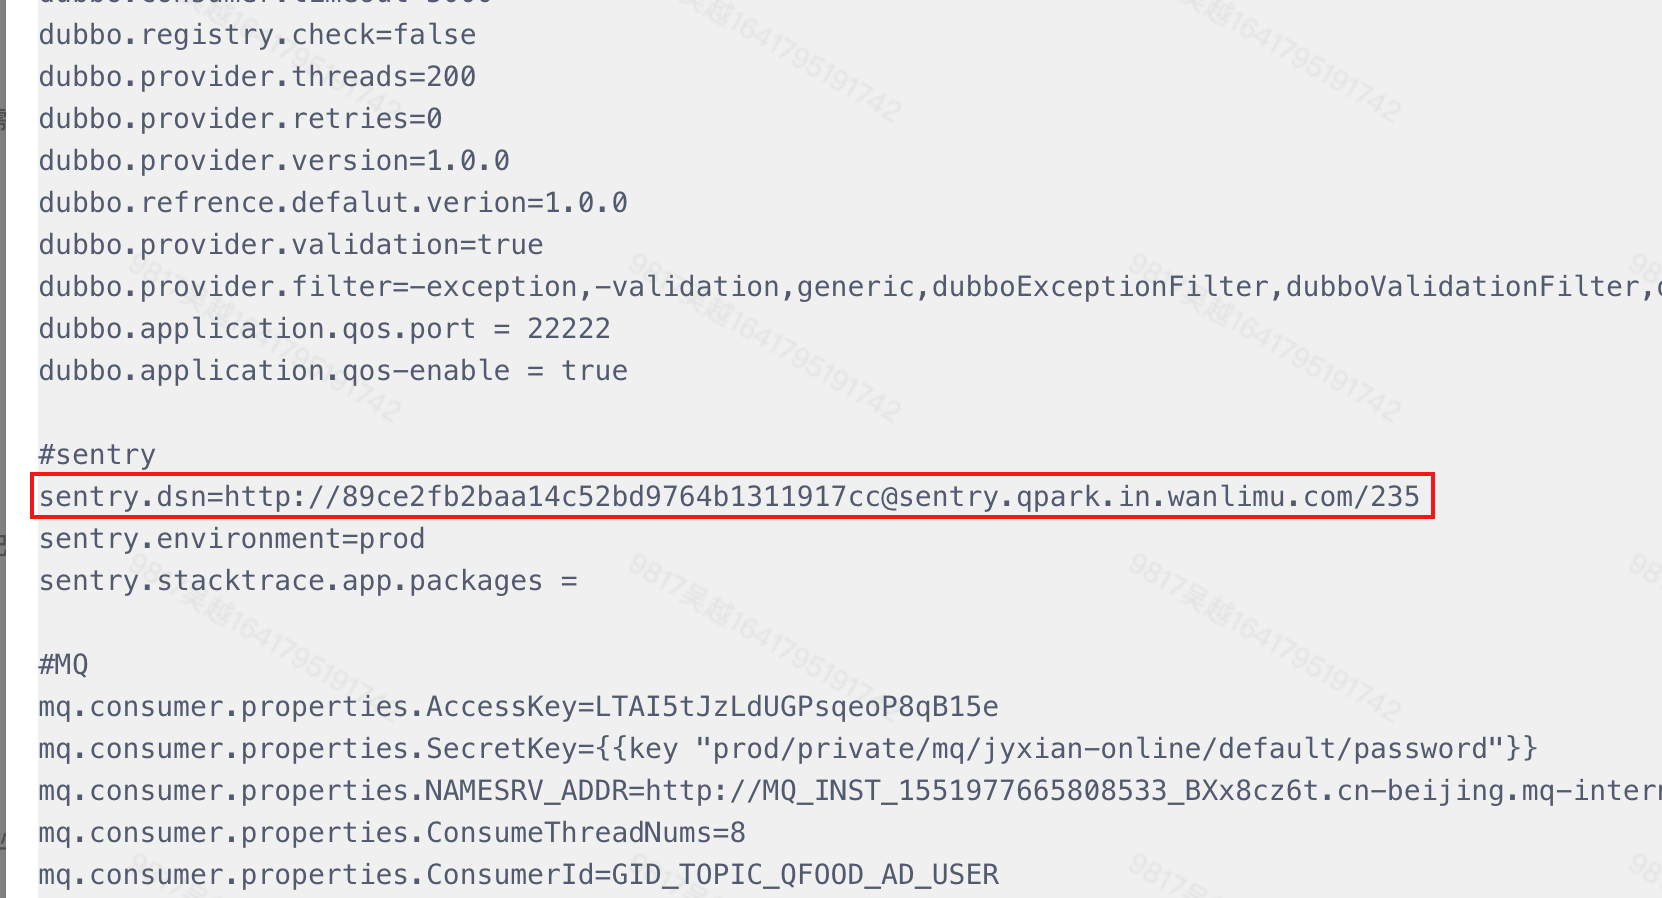 dubbo.consumer.timeout=5000
dubbo.registry.check=false
dubbo.provider.threads=200
dubbo.provider.retries=0
dubbo.provider.version=1.0.0
dubbo.refrence.defalut.verion=1.0.0
dubbo.provider.validation=true
dubbo.provider.filter=-exception,-validation,generic,dubboExceptionFilter,dubboValidationFilter,
dubbo.application.qos.port = 22222
dubbo.application.qos-enable = true
#sentry
sentry.dsn=http://89ce2fb2baa14c52bd9764b1311917cc@sentry.qpark.in.wanlimu.com/235
sentry.environment=prod
sentry.stacktrace.app.packages =
#MQ
mq.consumer.properties.AccessKey=LTAI5tJzLdUGPsqeoP8qB15e
mq.consumer.properties.SecretKey={{key "prod/private/mq/jyxian-online/default/password"}}
mq.consumer.properties.NAMESRV_ADDR=http://MQ_INST_1551977665808533_BXx8cz6t.cn-beijing.mq-intern
mq.consumer.properties.ConsumeThreadNums=8
mq.consumer.properties.ConsumerId=GID_TOPIC_QFOOD_AD_USER
9817吴越1641795191742